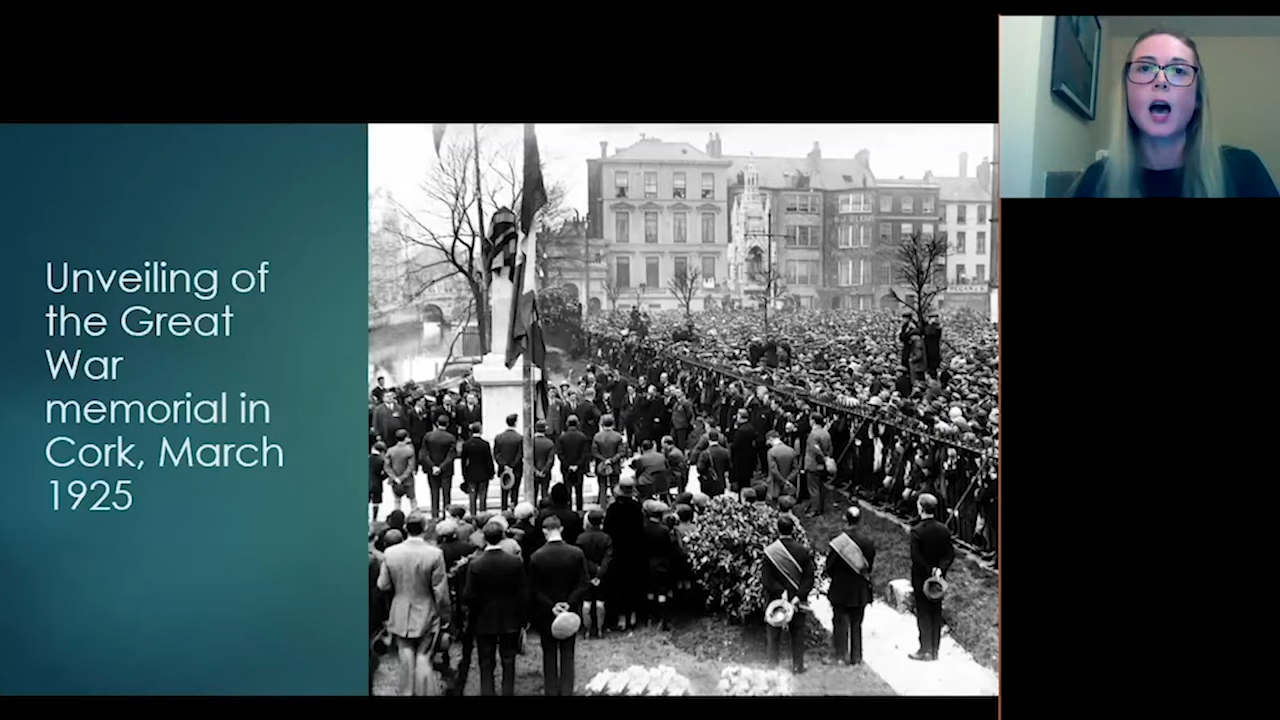 Unveiling of
the Great
War
memorial in
Cork, March
1925